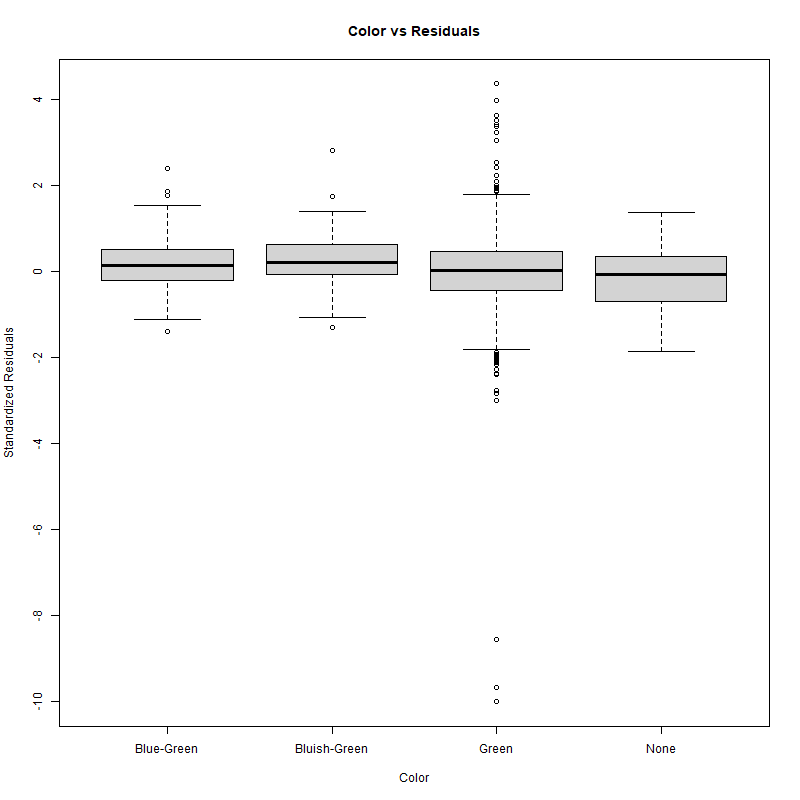 Color vs Residuals
4
2
0
-2
-4
-6
-8
-10
Standardized Residuals
Blue-Green Bluish-Green Green None
Color